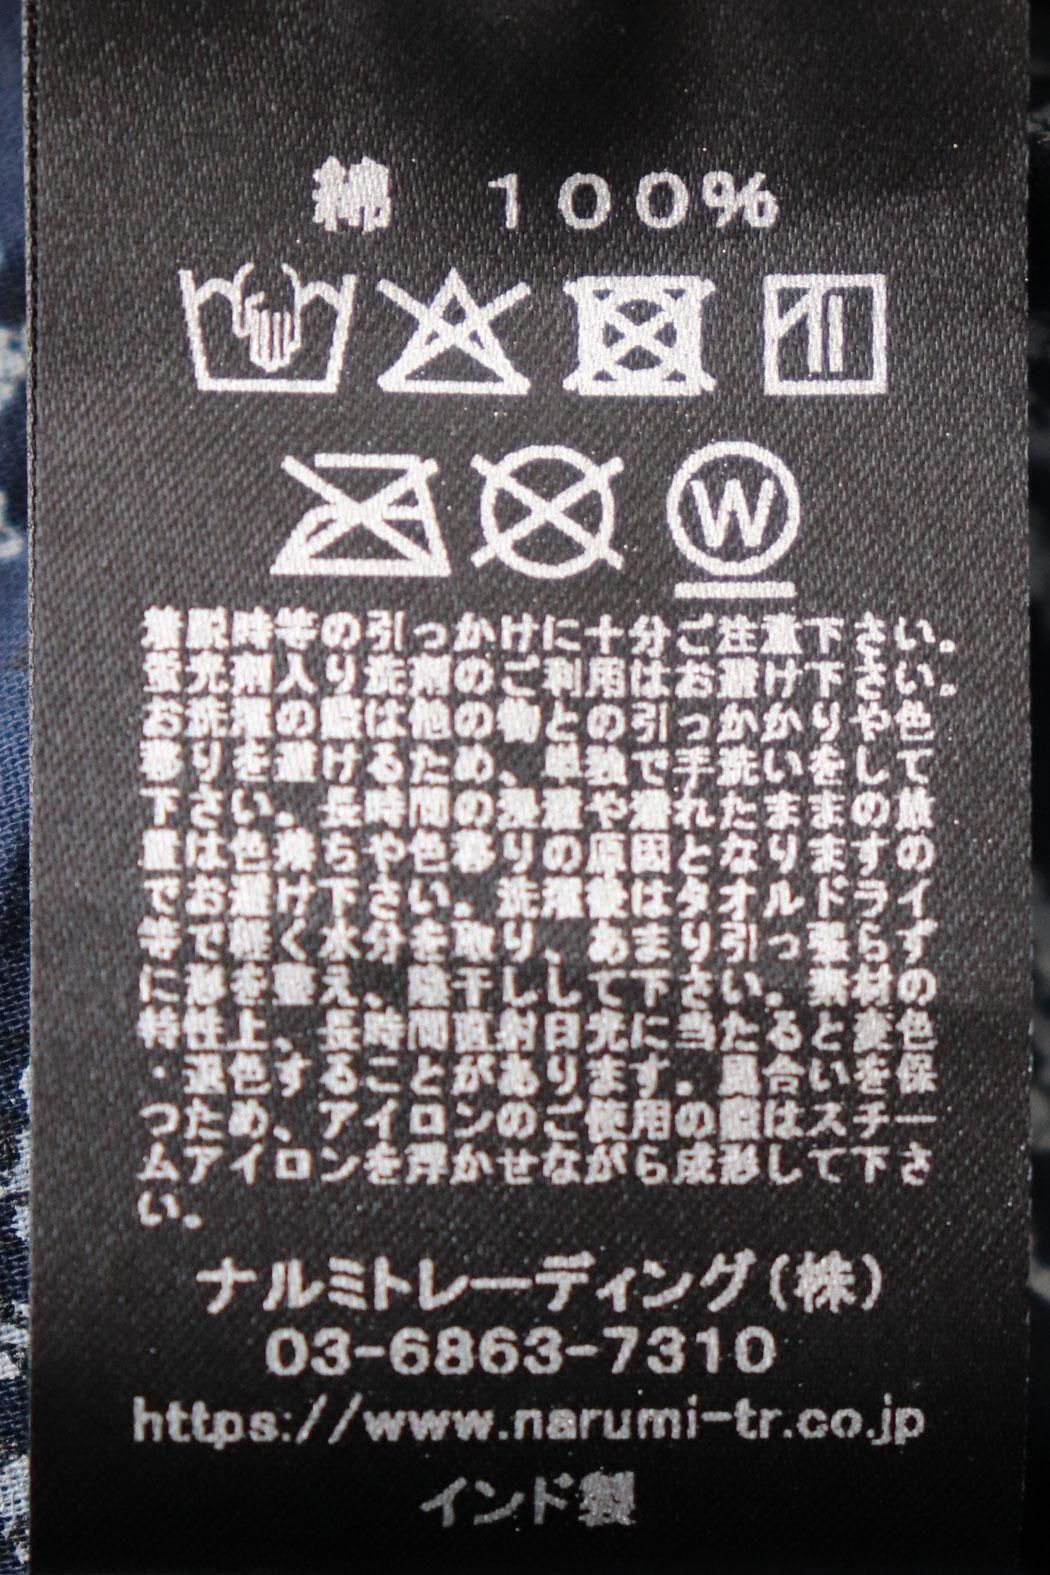 綿 100%
W
着脱時等の引っかけに十分ご注意下さい。
蛍光剤入り洗剤のご利用はお避け下さい。
お洗濯の際は他の物との引っかかりや色
移りを避けるため、単独で手洗いをして
下さい。長時間の浸漬や濡れたままの放
置は色落ちや色移りの原因となりますの
でお避け下さい。洗濯後はタオルドライ
等で軽く水分を取り、あまり引っ張らず
に形を整え、陰干しして下さい。素材の
特性上、長時間直射日光に当たると変色
・退色することがあります。風合いを保
つため、アイロンのご使用の際はスチー
ムアイロンを浮かせながら成形して下さ
い。
ナルミトレーディング(株)
03-6863-7310
https://www.narumi-tr.co.jp
インド製